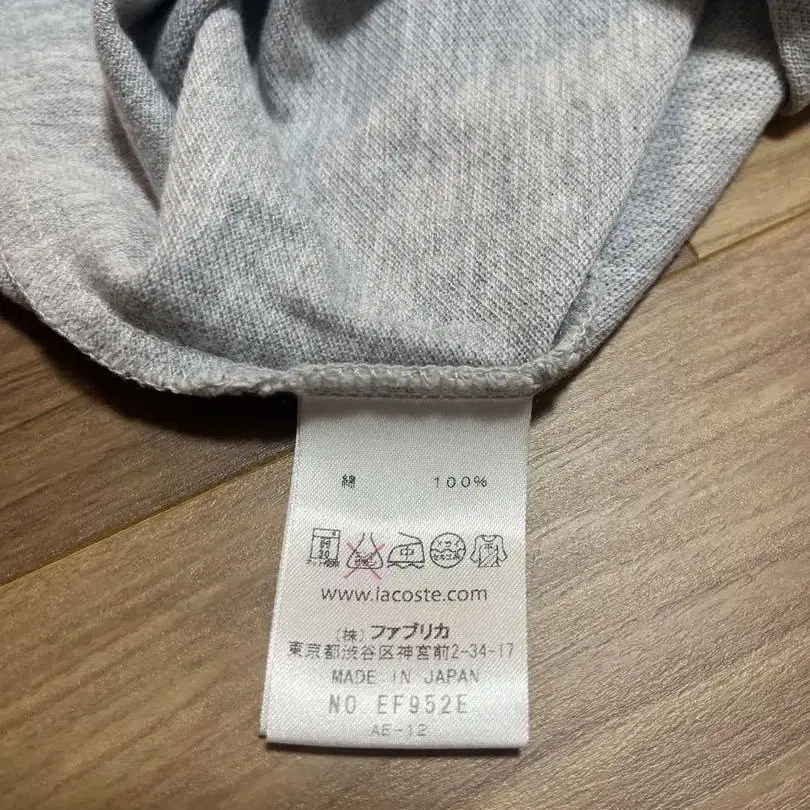 綿 100%
www.lacoste.com
(株) ファブリカ
東京都渋谷区神宮前2-34-17
MADE IN JAPAN
NO EF952E
AE-12